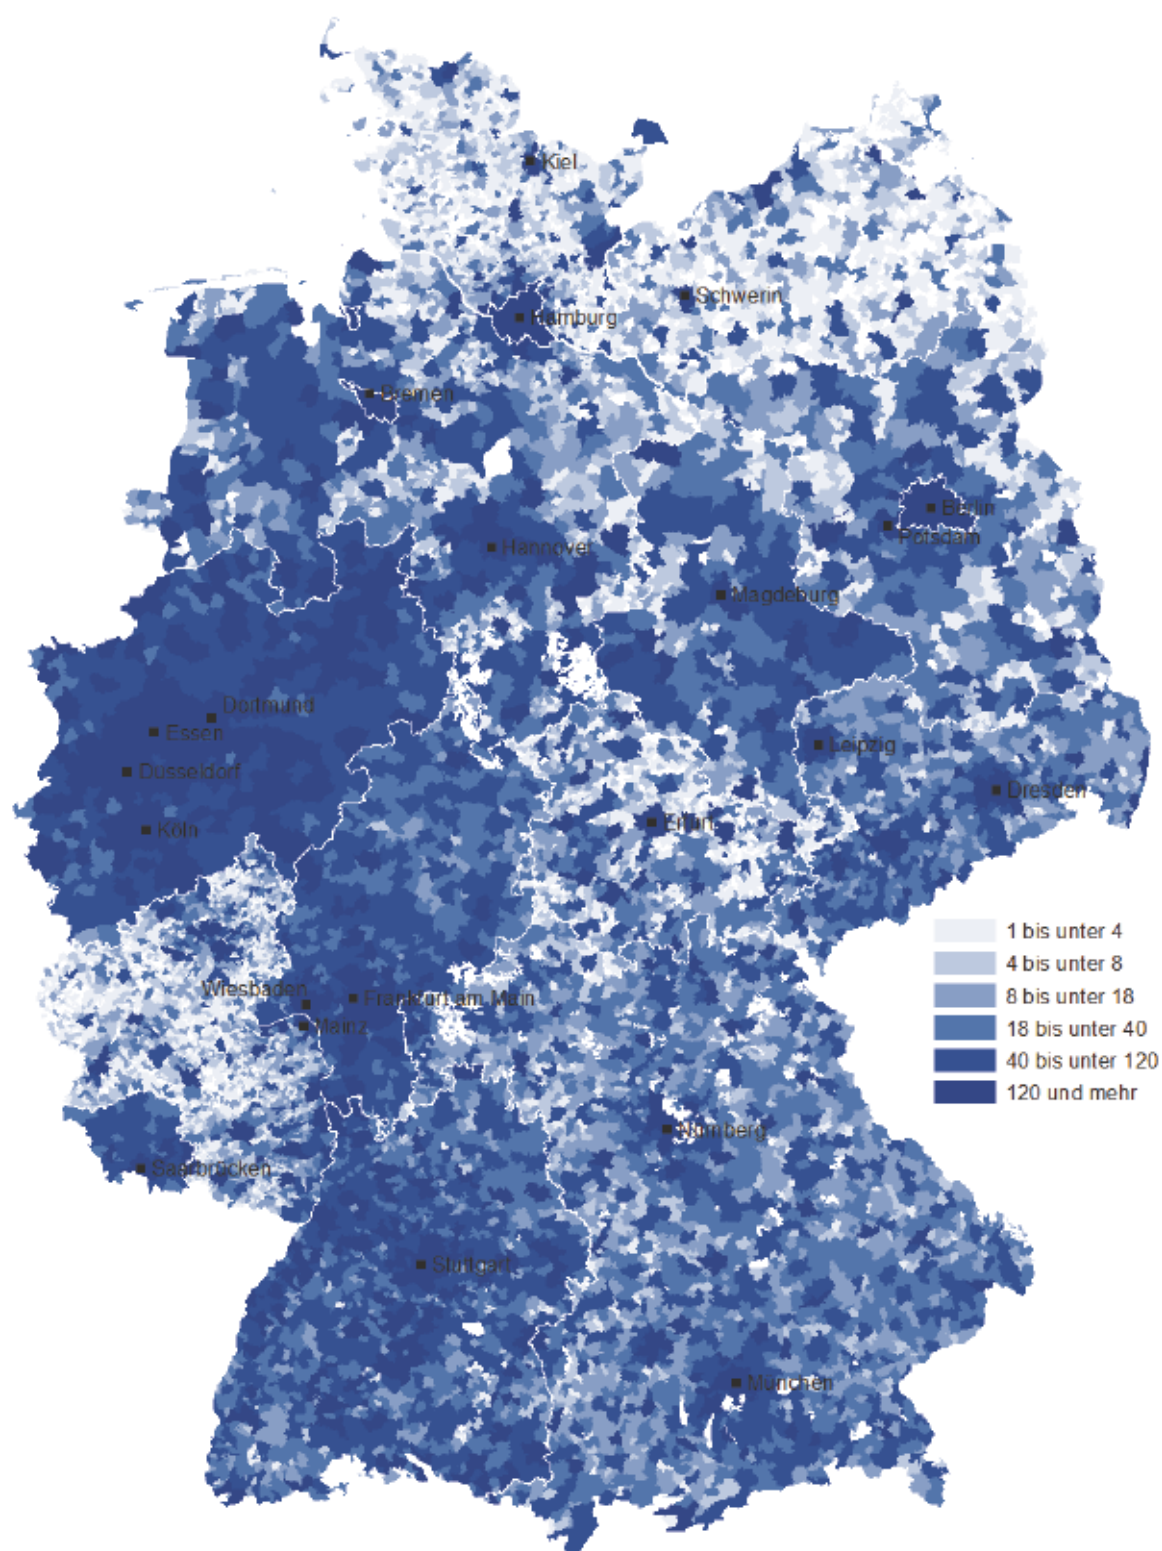 Kiel
Schwerin
Hamburg
Bremen
Berlin
Potsdam
Hannover
Magdeburg
Dortmund
Essen
Leipzig
Düsseldorf
Dresden
Köln
Erfurt
1 bis unter 4
4 bis unter 8
8 bis unter 18
18 bis unter 40
40 bis unter 120
120 und mehr
Wiesbaden
Frankfurt am Main
Mainz
Nürnberg
Saarbrücken
Stuttgart
München